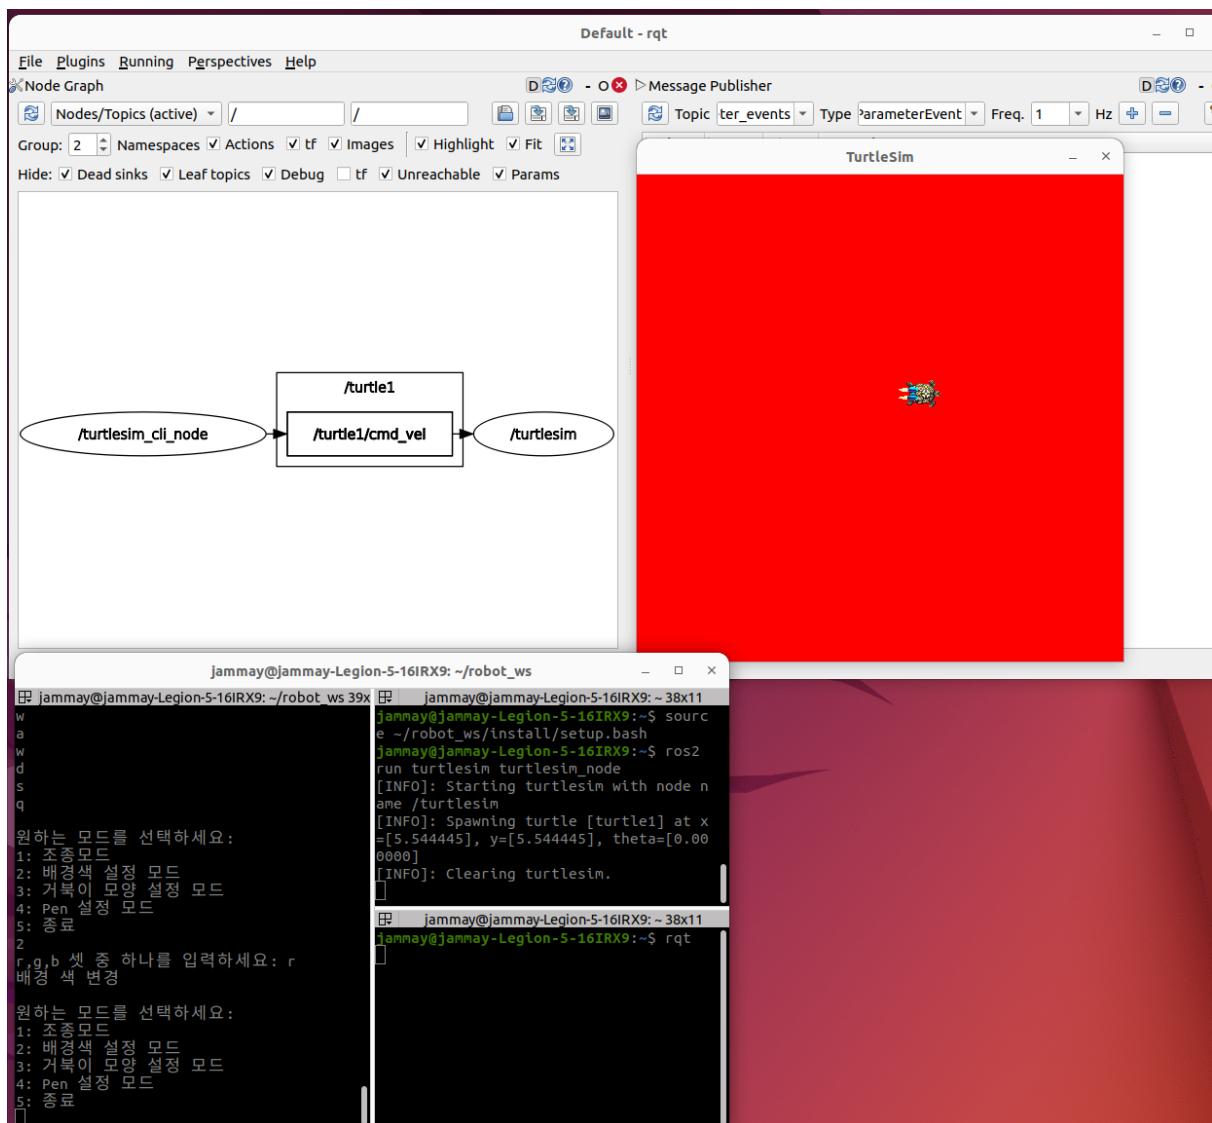 Default - rqt
File Plugins Running Perspectives Help
Node Graph
D
- O
Message Publisher
D
-
Nodes/Topics (active)
/
/
Topic ter_events Type ParameterEvent Freq. 1 Hz
Group: 2 Namespaces Actions tf Images Highlight Fit
Hide: Dead sinks Leaf topics Debug tf Unreachable Params
/turtlesim_cli_node
/turtle1
/turtle1/cmd_vel
/turtlesim
TurtleSim
jammay@jammay-Legion-5-16IRX9: ~/robot_ws
jammay@jammay-Legion-5-16IRX9: ~/robot_ws 39x
w
a
w
d
s
q
원하는 모드를 선택하세요:
1: 조종모드
2: 배경색 설정 모드
3: 거북이 모양 설정 모드
4: Pen 설정 모드
5: 종료
2
r,g,b 셋 중 하나를 입력하세요: r
배경 색 변경
원하는 모드를 선택하세요:
1: 조종모드
2: 배경색 설정 모드
3: 거북이 모양 설정 모드
4: Pen 설정 모드
5: 종료
jammay@jammay-Legion-5-16IRX9: ~ 38x11
jammay@jammay-Legion-5-16IRX9:~$ sourc
e ~/robot_ws/install/setup.bash
jammay@jammay-Legion-5-16IRX9:~$ ros2
run turtlesim turtlesim_node
[INFO]: Starting turtlesim with node n
ame /turtlesim
[INFO]: Spawning turtle [turtle1] at x
=[5.544445], y=[5.544445], theta=[0.00
0000]
[INFO]: Clearing turtlesim.
jammay@jammay-Legion-5-16IRX9: ~ 38x11
jammay@jammay-Legion-5-16IRX9:~$ rqt